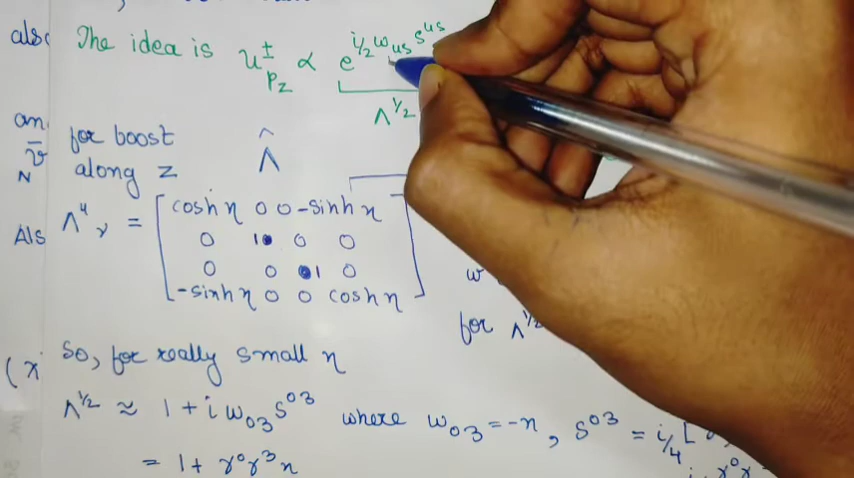 also The idea is u^±_{p_z} ∝ e^{i/2 ω_{μs} S^{μs}}
Λ^{1/2}
an for boost Λ̂
v̄ along z
N
Als Λ^μ_ν = [cosh η 0 0 -sinh η
0 1 0 0
0 0 1 0
-sinh η 0 0 cosh η]
w
for Λ^{1/2}
(x so, for really small η
Λ^{1/2} ≈ 1 + i ω_{03} S^{03} where ω_{03} = -η, S^{03} = i/4 [
= 1 + γ^0 γ^3 η